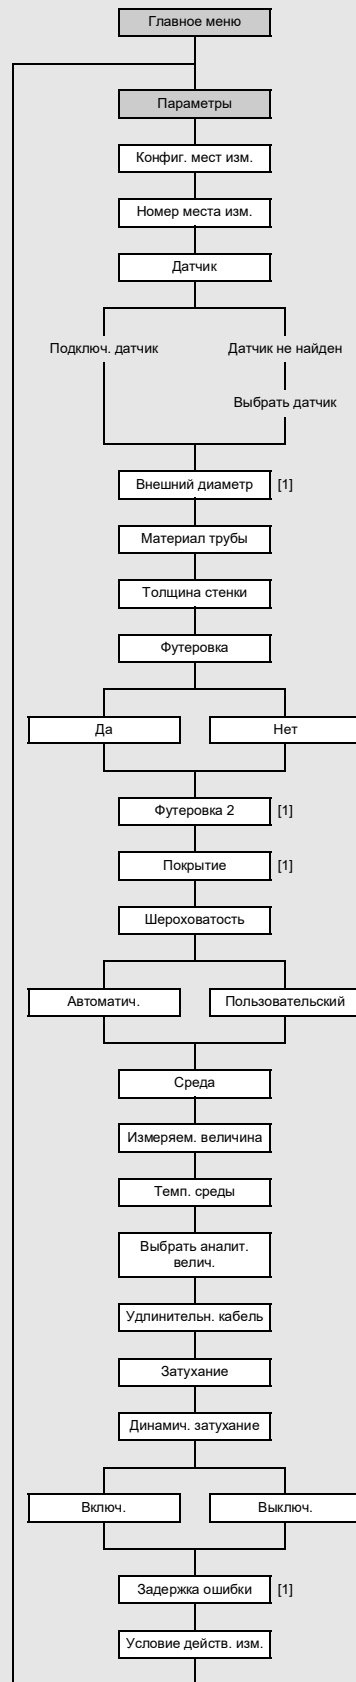 Главное меню
Параметры
Конфиг. мест изм.
Номер места изм.
Датчик
Подключ. датчик
Датчик не найден
Выбрать датчик
Внешний диаметр [1]
Материал трубы
Толщина стенки
Футеровка
Да
Нет
Футеровка 2 [1]
Покрытие [1]
Шероховатость
Автоматич.
Пользовательский
Среда
Измеряем. величина
Темп. среды
Выбрать аналит.
велич.
Удлинительн. кабель
Затухание
Динамич. затухание
Включ.
Выключ.
Задержка ошибки [1]
Условие действ. изм.